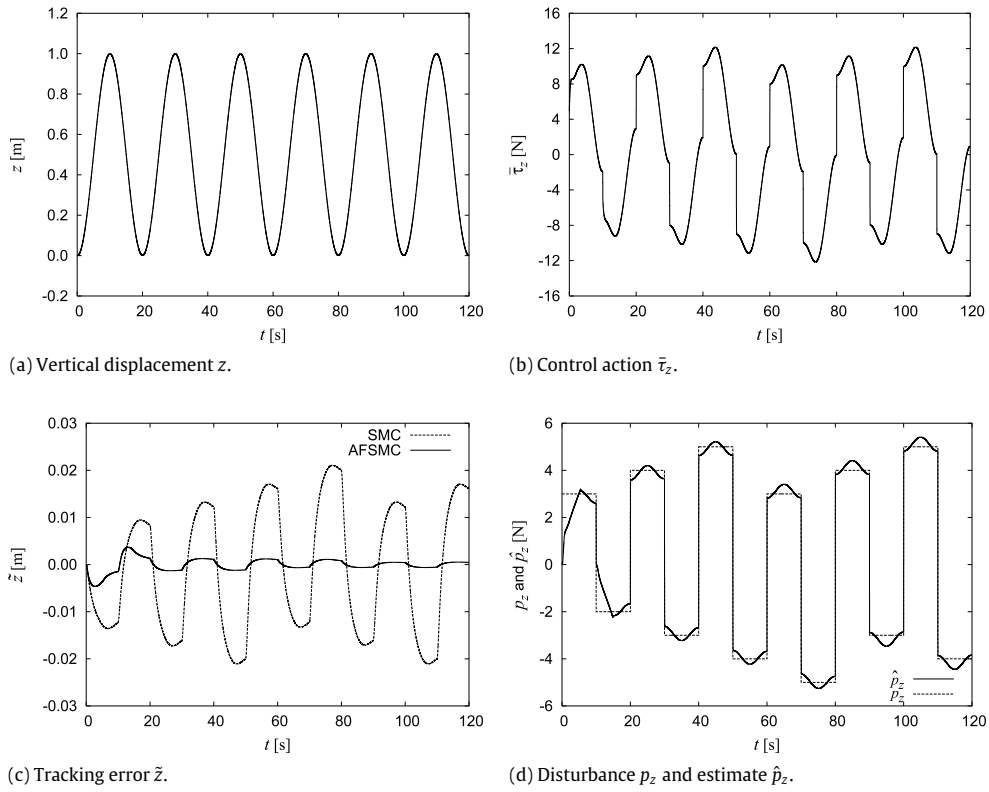 1.0
0.8
0.6
0.4
0.2
0.0
-0.2
z [m]
0 20 40 60 80 100 120
t [s]
(a) Vertical displacement z.
16
12
8
4
0
-4
-8
-12
-16
τ̄z [N]
0 20 40 60 80 100 120
t [s]
(b) Control action τ̄z.
0.03
0.02
0.01
0.00
-0.01
-0.02
-0.03
z̃ [m]
SMC
AFSMC
0 20 40 60 80 100 120
t [s]
(c) Tracking error z̃.
6
4
2
0
-2
-4
-6
pz and p̂z [N]
p̂z
pz
0 20 40 60 80 100 120
t [s]
(d) Disturbance pz and estimate p̂z.